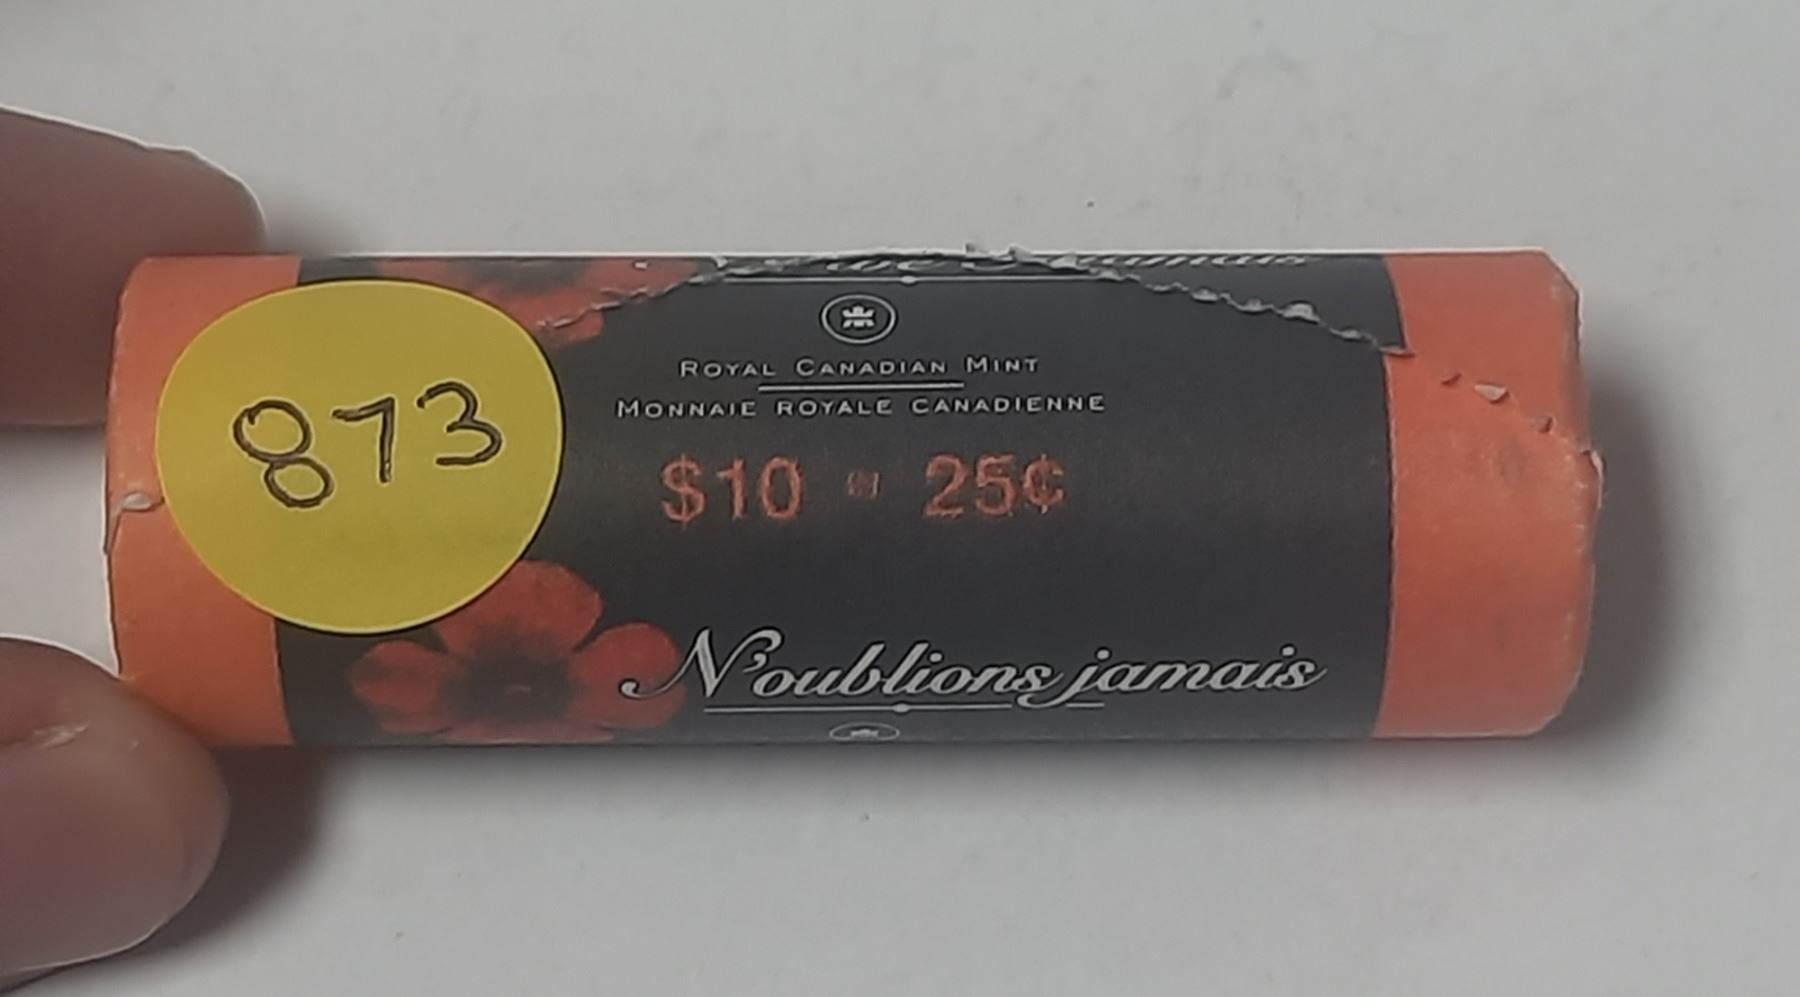 873
ROYAL CANADIAN MINT
MONNAIE ROYALE CANADIENNE
$10 - 25¢
N'oublions jamais